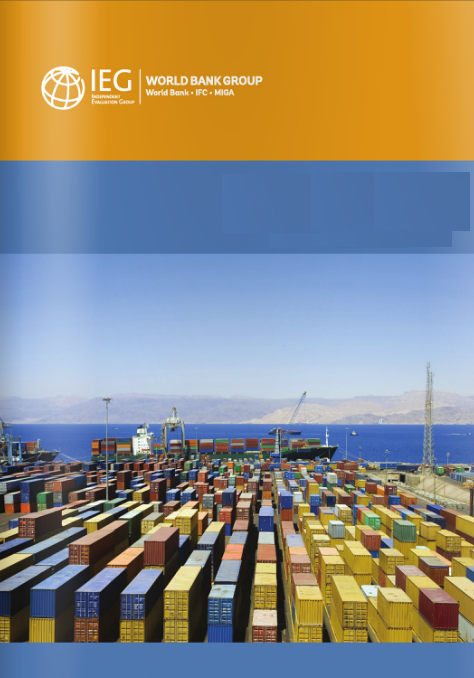 IEG
INDEPENDENT
EVALUATION GROUP
WORLD BANK GROUP
World Bank • IFC • MIGA